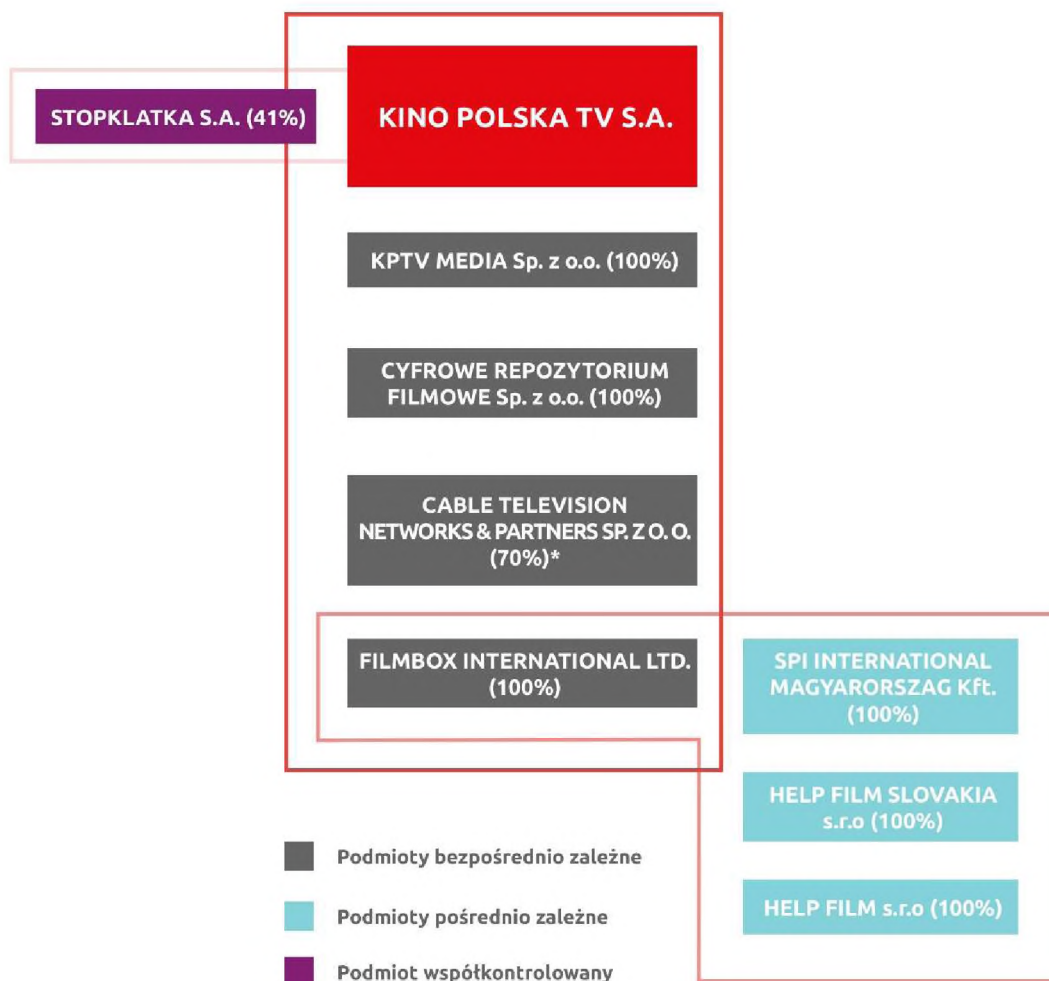 STOPKLATKA S.A. (41%)
KINO POLSKA TV S.A.
KPTV MEDIA Sp. z o.o. (100%)
CYFROWE REPOZYTORIUM
FILMOWE Sp. z o.o. (100%)
CABLE TELEVISION
NETWORKS & PARTNERS SP. Z O. O.
(70%)*
FILMBOX INTERNATIONAL LTD.
(100%)
SPI INTERNATIONAL
MAGYARORSZAG Kft.
(100%)
HELP FILM SLOVAKIA
s.r.o (100%)
HELP FILM s.r.o (100%)
Podmioty bezpośrednio zależne
Podmioty pośrednio zależne
Podmiot współkontrolowany